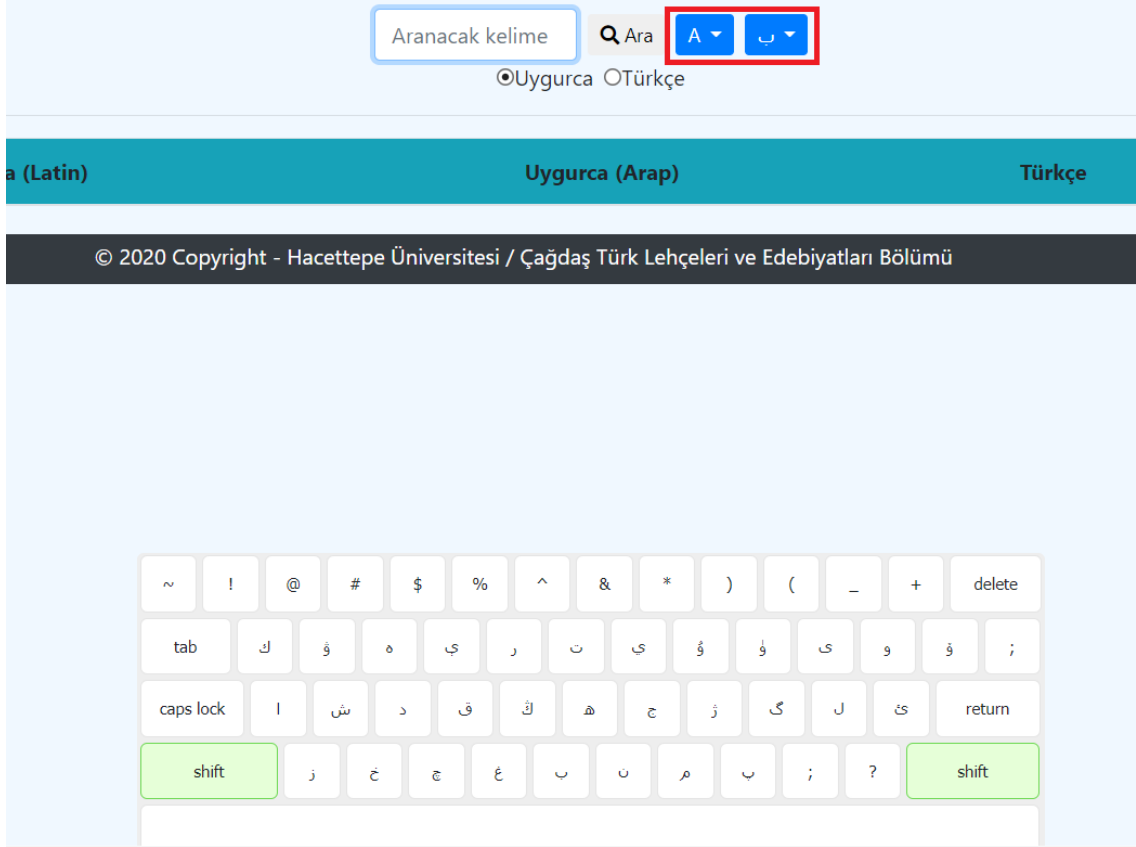 Aranacak kelime Ara A ب
Uygurca Türkçe
a (Latin) Uygurca (Arap) Türkçe
© 2020 Copyright - Hacettepe Üniversitesi / Çağdaş Türk Lehçeleri ve Edebiyatları Bölümü
~ ! @ # $ % ^ & * ) ( _ + delete
tab ك ۋ ە ې ر ت ي ۇ ۈ ى و ۆ ;
caps lock ا ش د ق ڭ ھ ج ژ گ ل ئ return
shift ز خ چ غ ب ن م پ ; ? shift